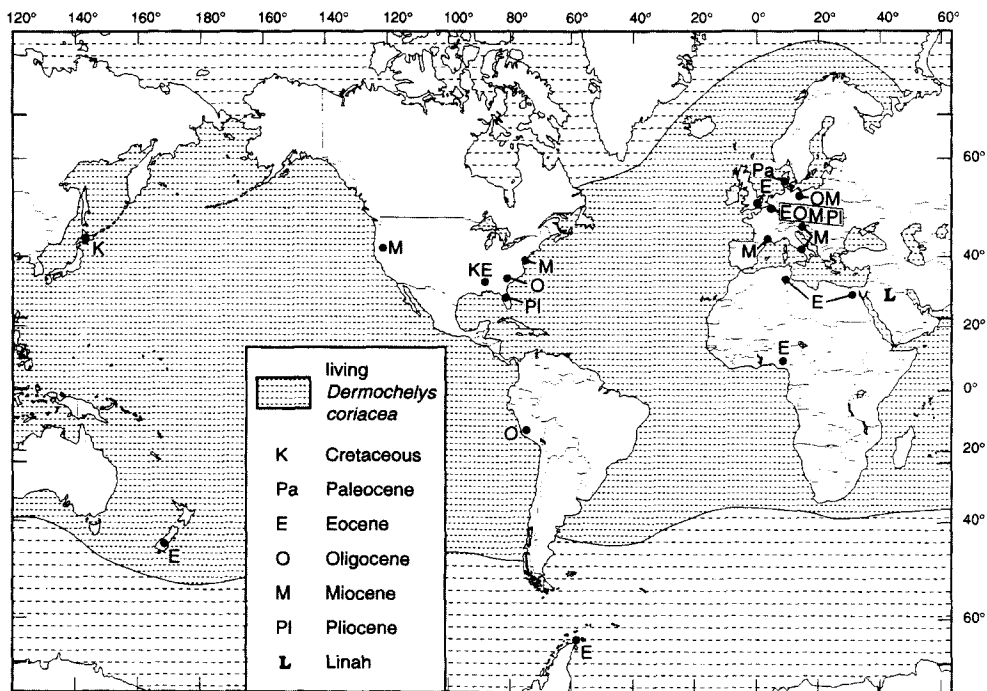 120° 140° 160° 180° 160° 140° 120° 100° 80° 60° 40° 20° 0° 20° 40° 60°
Pa
E
60°
OM
EOM Pl
K
M
M
M
M
40°
KE
O
L
Pl
E
20°
E
0°
O
living
Dermochelys
coriacea
K Cretaceous
Pa Paleocene
E Eocene
O Oligocene
M Miocene
Pl Pliocene
L Linah
40°
E
20°
60°
E